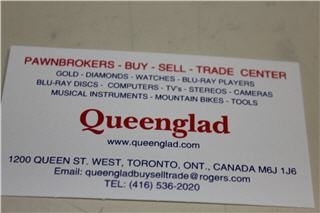 PAWNBROKERS - BUY - SELL - TRADE CENTER
GOLD - DIAMONDS - WATCHES - BLU-RAY PLAYERS
BLU-RAY DISCS - COMPUTERS - TV's - STEREOS - CAMERAS
MUSICAL INSTRUMENTS - MOUNTAIN BIKES - TOOLS
Queenglad
www.queenglad.com
1200 QUEEN ST. WEST, TORONTO, ONT., CANADA M6J 1J6
Email: queengladbuyselltrade@rogers.com
TEL: (416) 536-2020